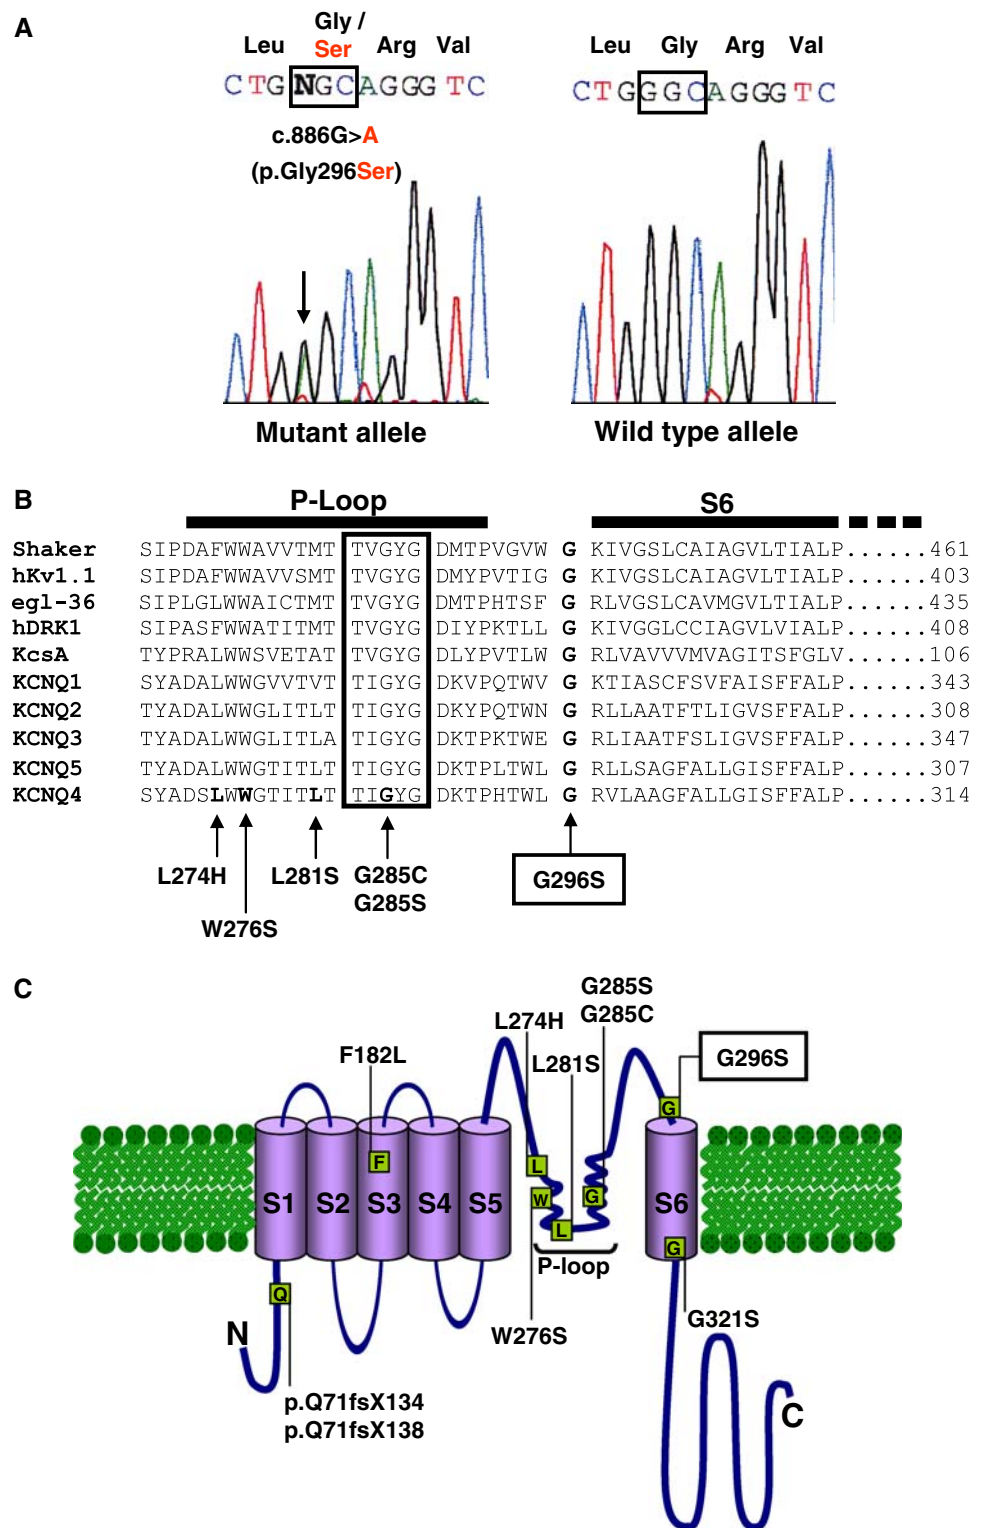 A
Gly /
Leu Ser Arg Val
CTGNGCAGGGTC
c.886G>A
(p.Gly296Ser)
Mutant allele
Leu Gly Arg Val
CTGGGCAGGGTC
Wild type allele
B
P-Loop S6
Shaker SIPDAFWWAVVTMT TVGYG DMTPVGVW G KIVGSLCAIAGVLTIALP......461
hKv1.1 SIPDAFWWAVVSMT TVGYG DMYPVTIG G KIVGSLCAIAGVLTIALP......403
egl-36 SIPLGLWWAICTMT TVGYG DMTPHTSF G RLVGSLCAVMGVLTIALP......435
hDRK1 SIPASFWWATITMT TVGYG DIYPKTLL G KIVGGLCCIAGVLVIALP......408
KcsA TYPRALWWSVETAT TVGYG DLYPVTLW G RLVAVVVMVAGITSFGLV......106
KCNQ1 SYADALWWGVVTVT TIGYG DKVPQTWV G KTIASCFSVFAISFFALP......343
KCNQ2 TYADALWWGLITLT TIGYG DKYPQTWN G RLLAATFTLIGVSFFALP......308
KCNQ3 TYADALWWGLITLA TIGYG DKTPKTWE G RLIAATFSLIGVSFFALP......347
KCNQ5 TYADALWWGTITLT TIGYG DKTPLTWL G RLLSAGFALLGISFFALP......307
KCNQ4 SYADSLWWGTITLT TIGYG DKTPHTWL G RVLAAGFALLGISFFALP......314
L274H L281S G285C G296S
G285S
W276S
C
G285S
G285C
L274H
F182L
L281S
G296S
G
F
L
S1 S2 S3 S4 S5 W G S6
L
G
P-loop
Q
G321S
N
W276S
p.Q71fsX134
p.Q71fsX138
C